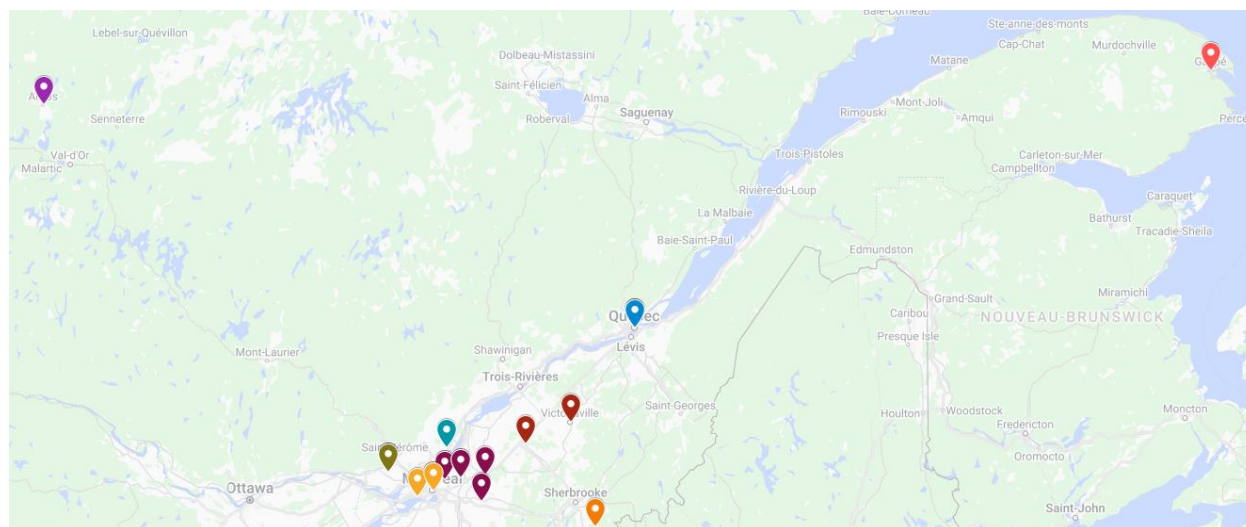 Baie-Comeau
Ste-anne-des-monts
Lebel-sur-Quévillon
Cap-Chat
Murdochville
Dolbeau-Mistassini
Matane
Saint-Félicien
Alma
Mont-Joli
Senneterre
Roberval
Saguenay
Rimouski
Amqui
Val-d'Or
Trois Pistoles
Carleton-sur-Mer
Malartic
Campbellton
Rivière-du-Loup
Caraquet
La Malbaie
Bathurst
Tracadie-Sheila
Baie-Saint-Paul
Edmundston
Miramichi
Grand-Sault
Caribou
NOUVEAU-BRUNSWICK
Presque Isle
Lévis
Shawinigan
Mont-Laurier
Trois-Rivières
Saint-Georges
Houlton
Woodstock
Moncton
Fredericton
Oromocto
Ottawa
Sherbrooke
Saint-John